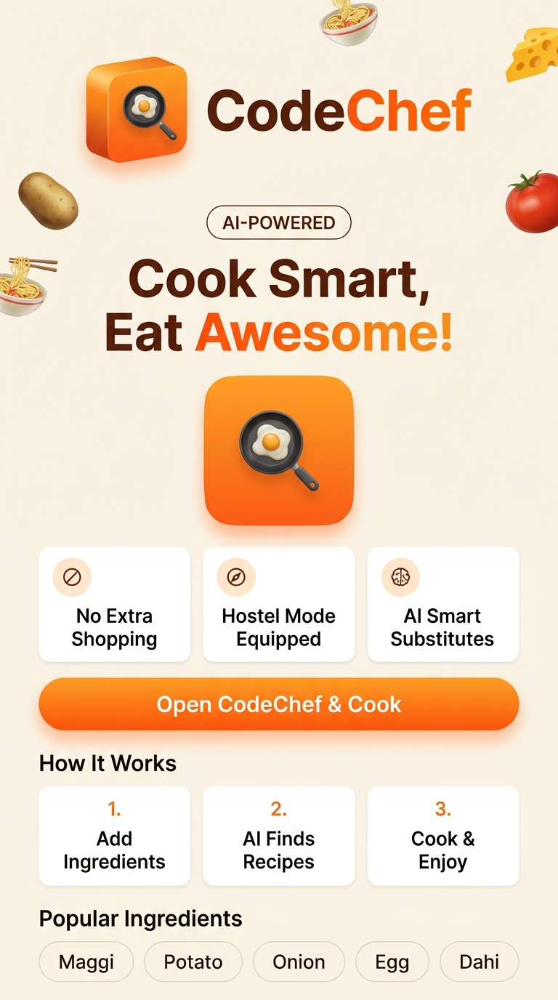 CodeChef
AI-POWERED
Cook Smart,
Eat Awesome!
No Extra
Shopping
Hostel Mode
Equipped
AI Smart
Substitutes
Open CodeChef & Cook
How It Works
1.
Add
Ingredients
2.
AI Finds
Recipes
3.
Cook &
Enjoy
Popular Ingredients
Maggi
Potato
Onion
Egg
Dahi